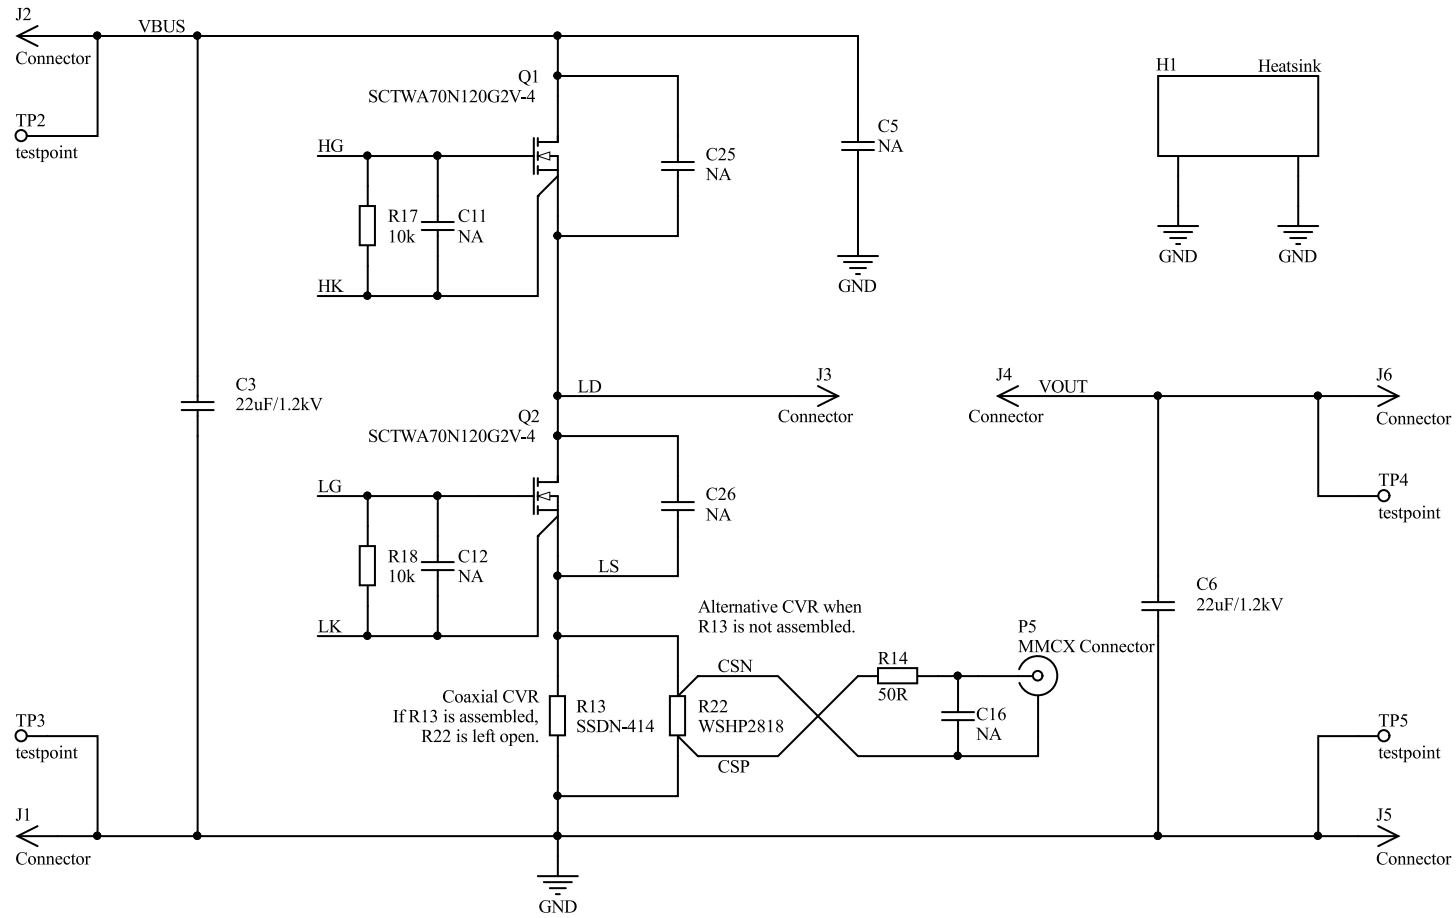 J2
VBUS
Connector
TP2
testpoint
Q1
SCTWA70N120G2V-4
HG
C25
NA
C5
NA
GND
R17
10k
C11
NA
HK
H1 Heatsink
GND GND
C3
22uF/1.2kV
LD
J3
Connector
J4
VOUT
Connector
J6
Connector
Q2
SCTWA70N120G2V-4
LG
C26
NA
TP4
testpoint
R18
10k
C12
NA
LS
LK
C6
22uF/1.2kV
Alternative CVR when
R13 is not assembled.
P5
MMCX Connector
CSN
R14
50R
Coaxial CVR
If R13 is assembled,
R22 is left open.
R13
SSDN-414
R22
WSHP2818
C16
NA
CSP
TP3
testpoint
TP5
testpoint
J1
Connector
J5
Connector
GND